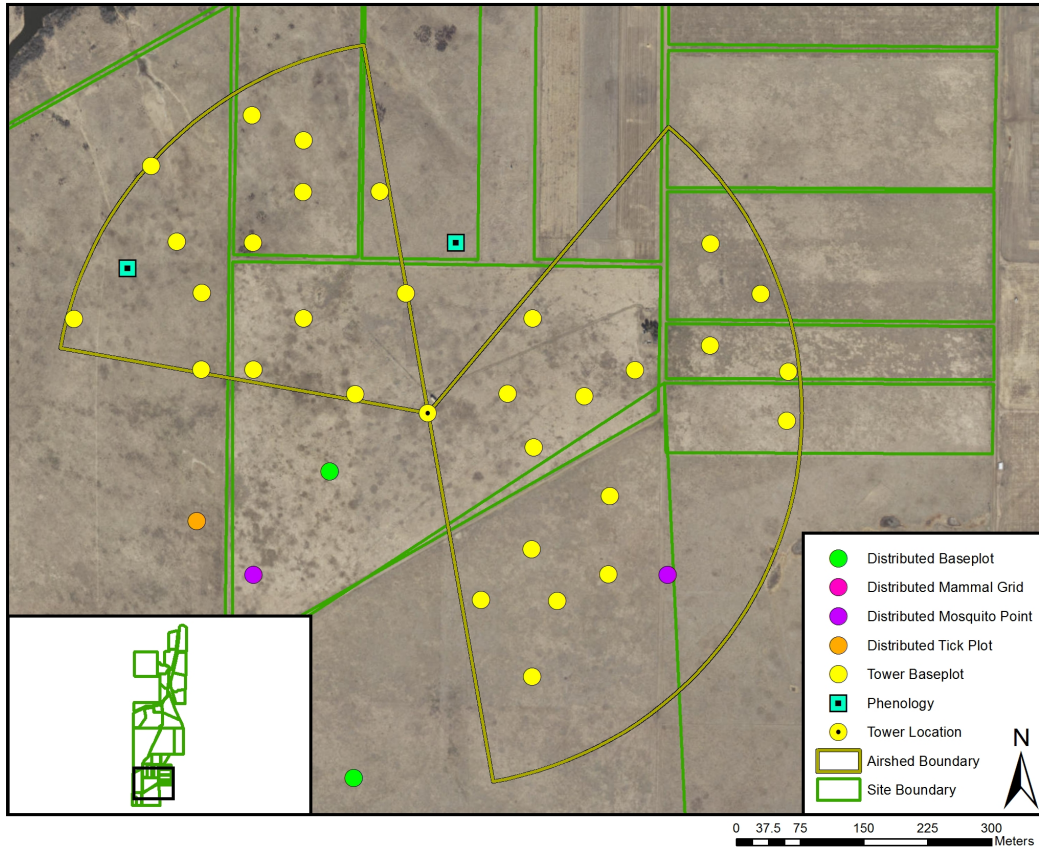 Distributed Baseplot
Distributed Mammal Grid
Distributed Mosquito Point
Distributed Tick Plot
Tower Baseplot
Phenology
Tower Location
Airshed Boundary
Site Boundary
N
0 37.5 75 150 225 300
Meters